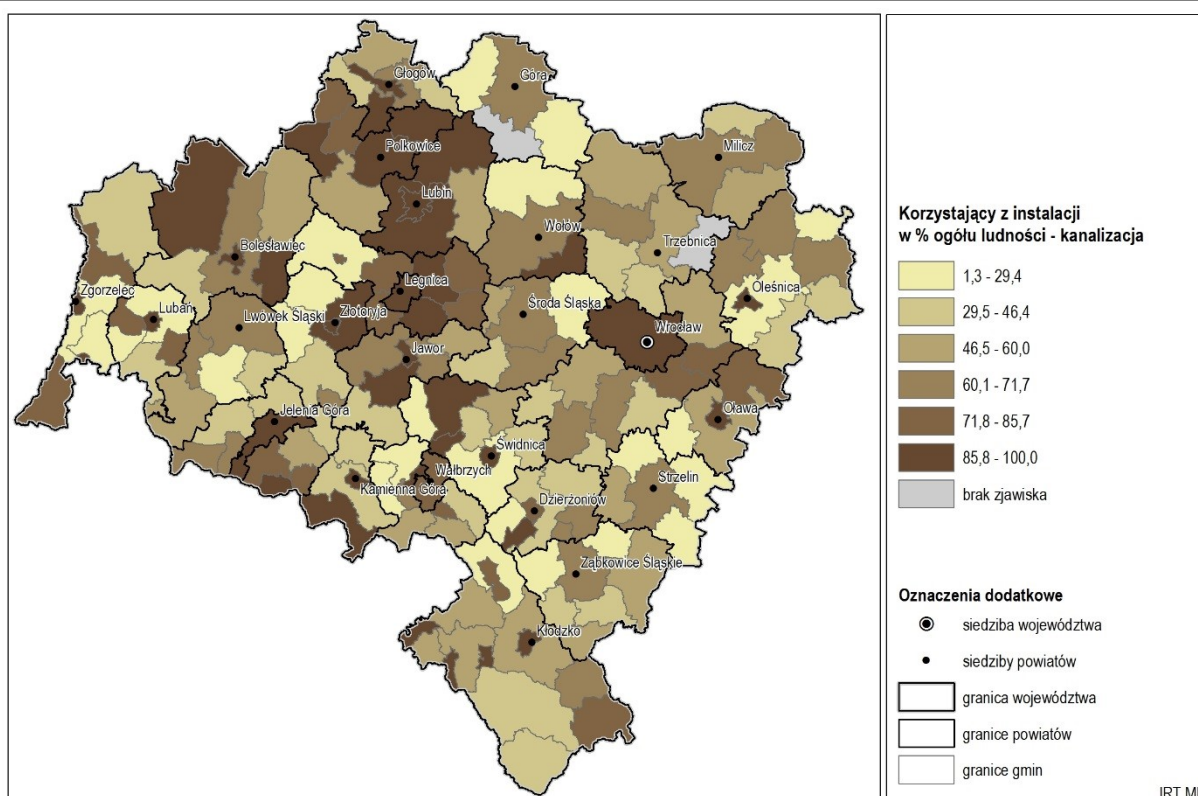 Głogów
Góra
Polkowice
Milicz
Lubin
Wołów
Trzebnica
Bolesławiec
Legnica
Oleśnica
Zgorzelec
Lubań
Lwówek Śląski
Złotoryja
Środa Śląska
Wrocław
Jawor
Jelenia Góra
Oława
Świdnica
Wałbrzych
Kamienna Góra
Strzelin
Dzierżoniów
Ząbkowice Śląskie
Kłodzko
Korzystający z instalacji
w % ogółu ludności - kanalizacja
1,3 - 29,4
29,5 - 46,4
46,5 - 60,0
60,1 - 71,7
71,8 - 85,7
85,8 - 100,0
brak zjawiska
Oznaczenia dodatkowe
siedziba województwa
siedziby powiatów
granica województwa
granice powiatów
granice gmin
IRT